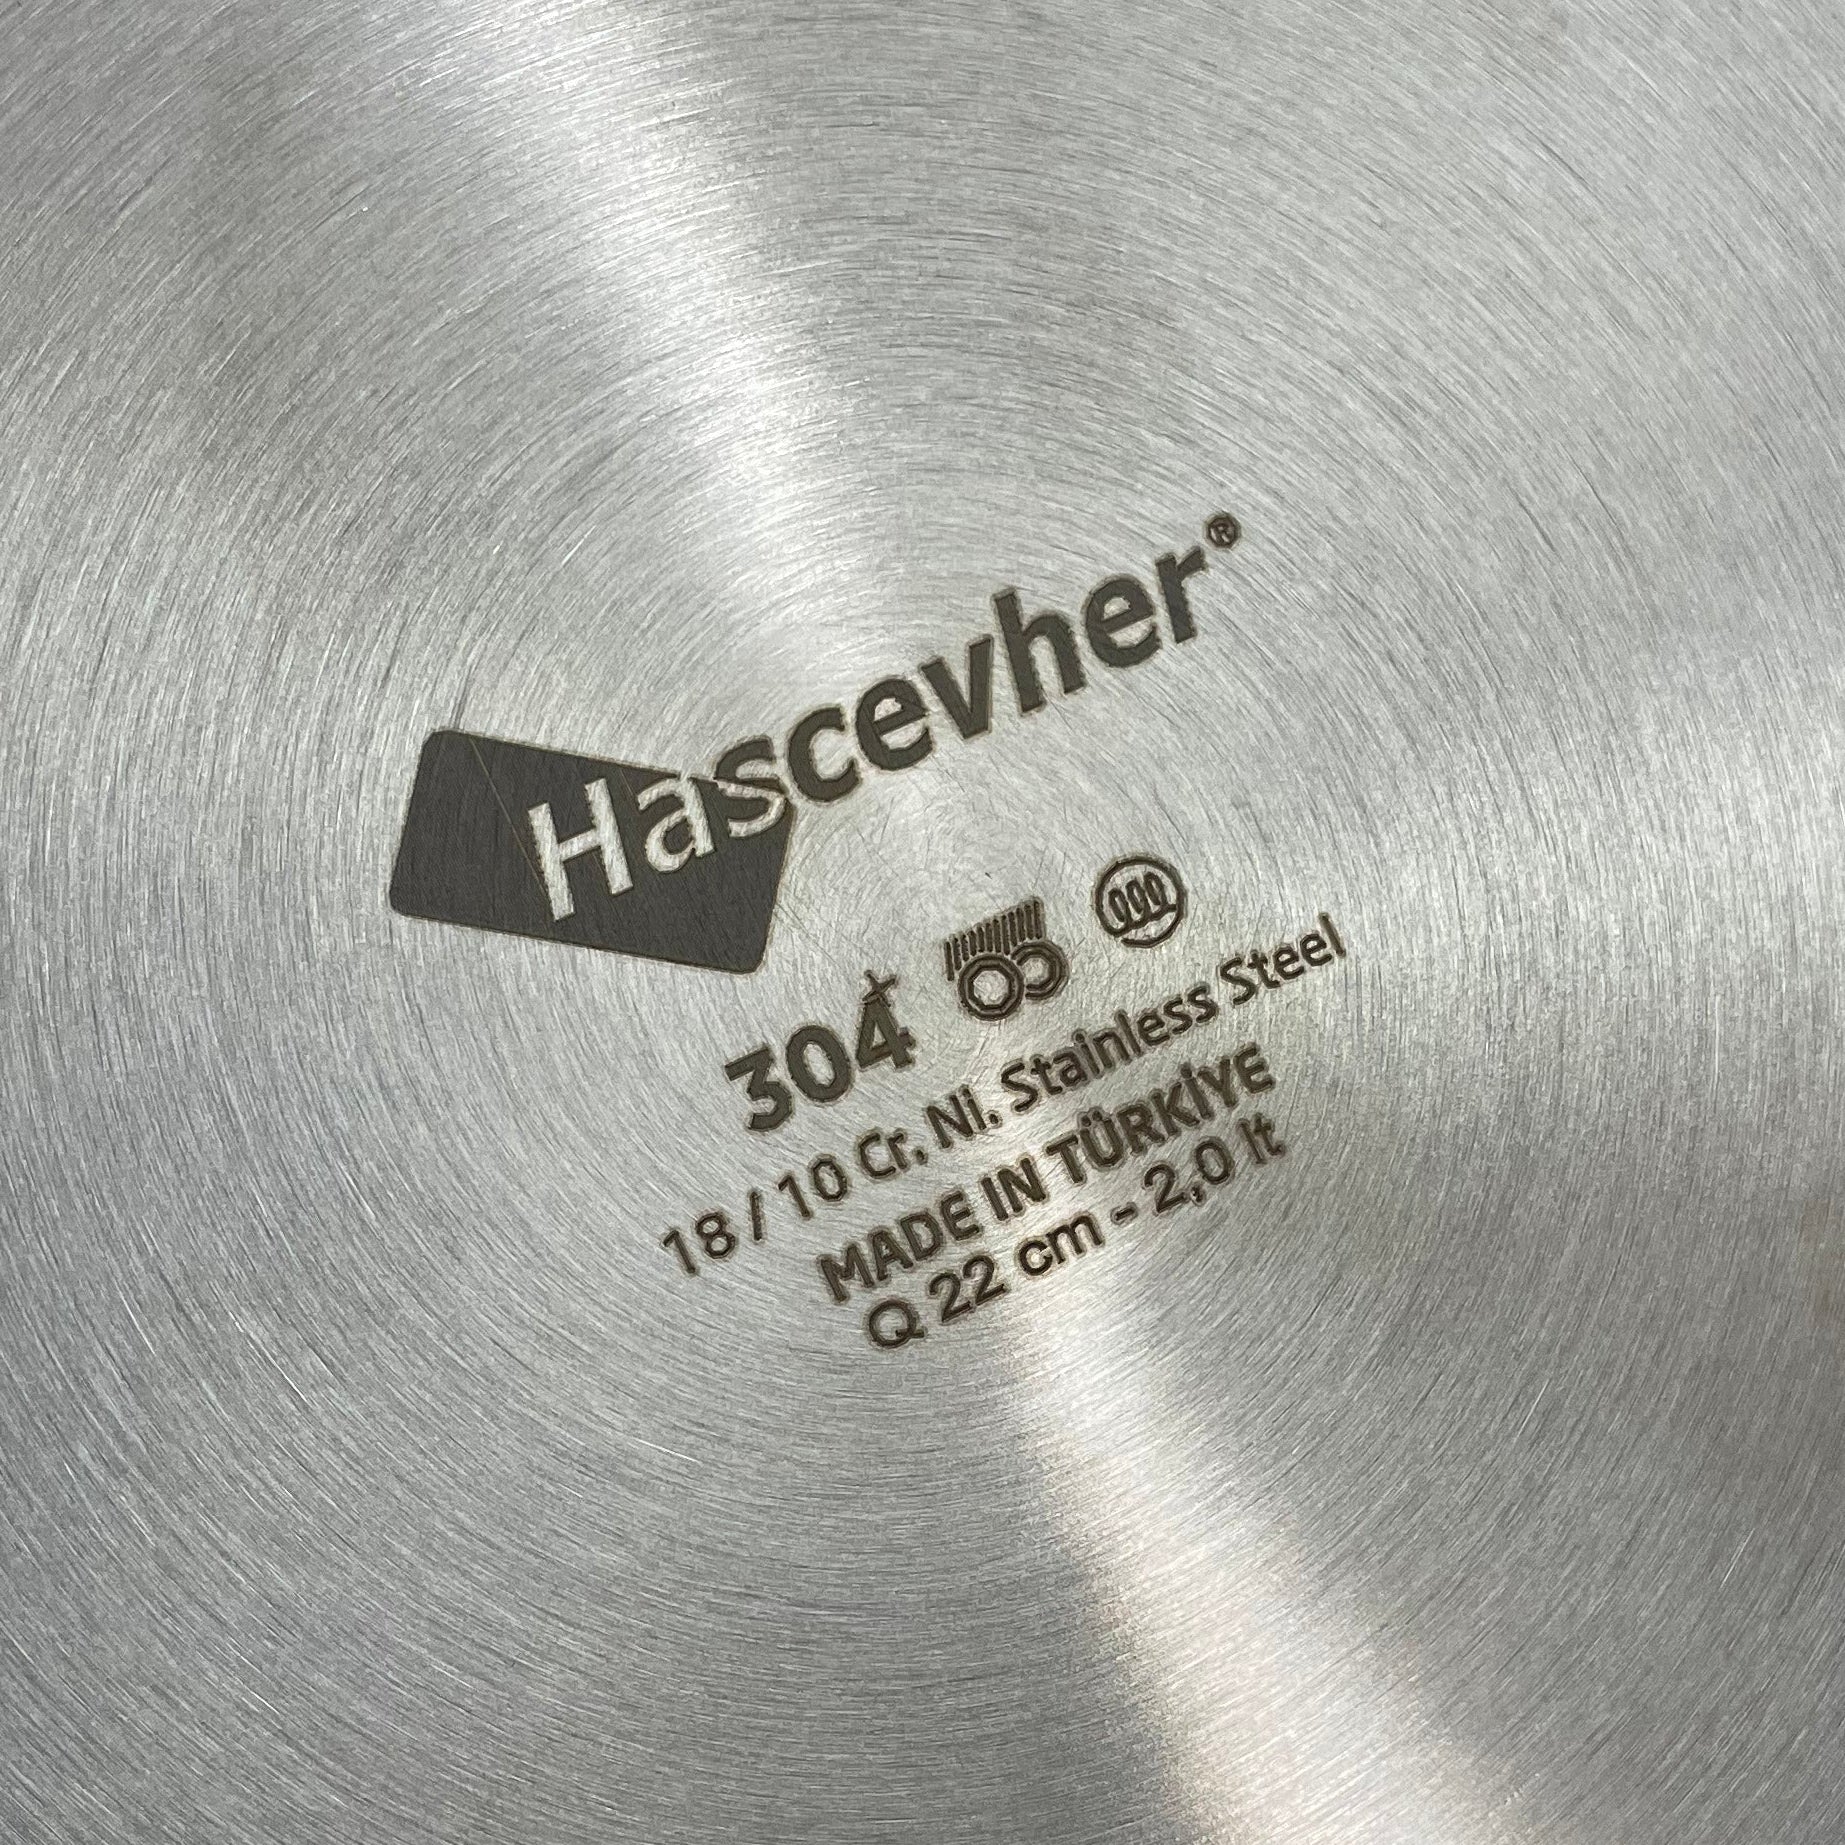 Hascevher®
304
18 / 10 Cr. Ni. Stainless Steel
MADE IN TÜRKİYE
Q 22 cm - 2,0 lt